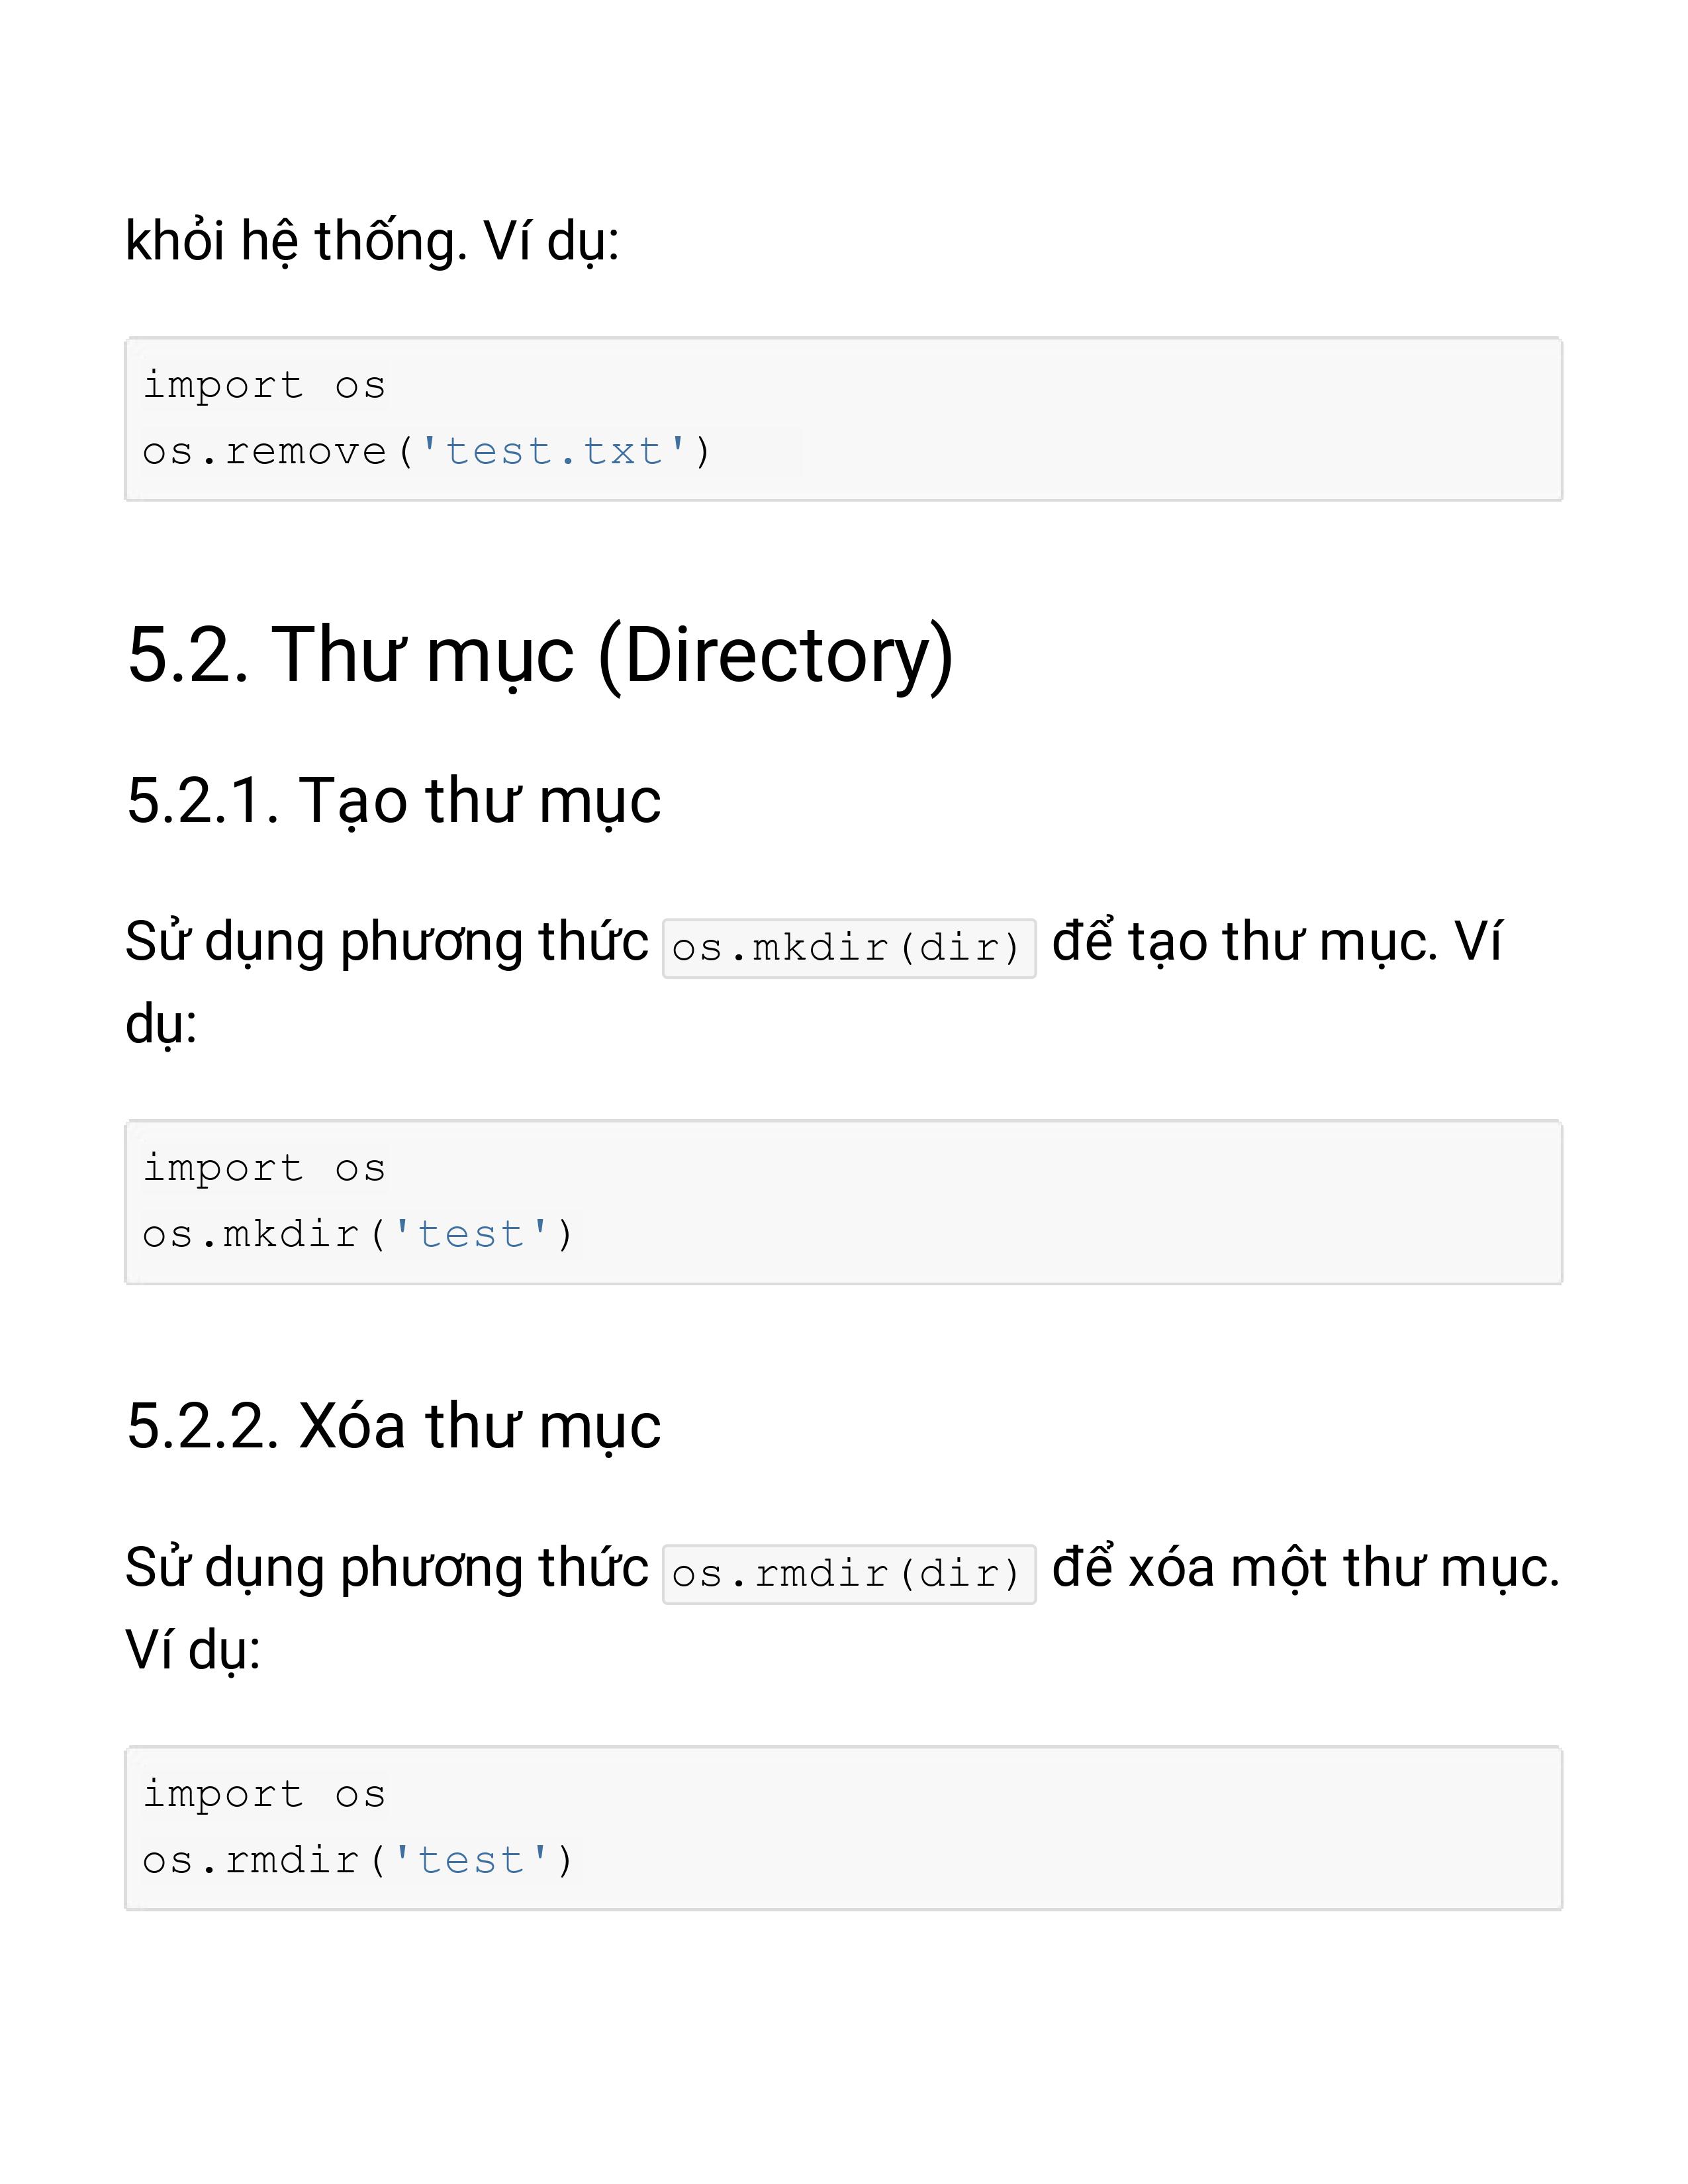 khỏi hệ thống. Ví dụ:
import os
os.remove('test.txt')
5.2. Thư mục (Directory)
5.2.1. Tạo thư mục
Sử dụng phương thức os.mkdir(dir) để tạo thư mục. Ví
dụ:
import os
os.mkdir('test')
5.2.2. Xóa thư mục
Sử dụng phương thức os.rmdir(dir) để xóa một thư mục.
Ví dụ:
import os
os.rmdir('test')